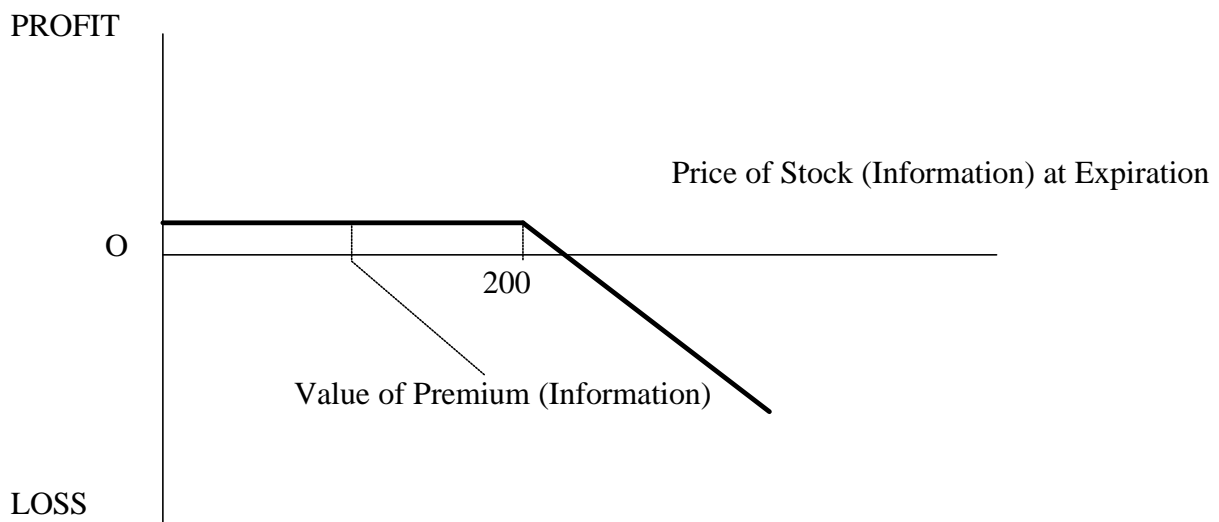 PROFIT
Price of Stock (Information) at Expiration
O
200
Value of Premium (Information)
LOSS